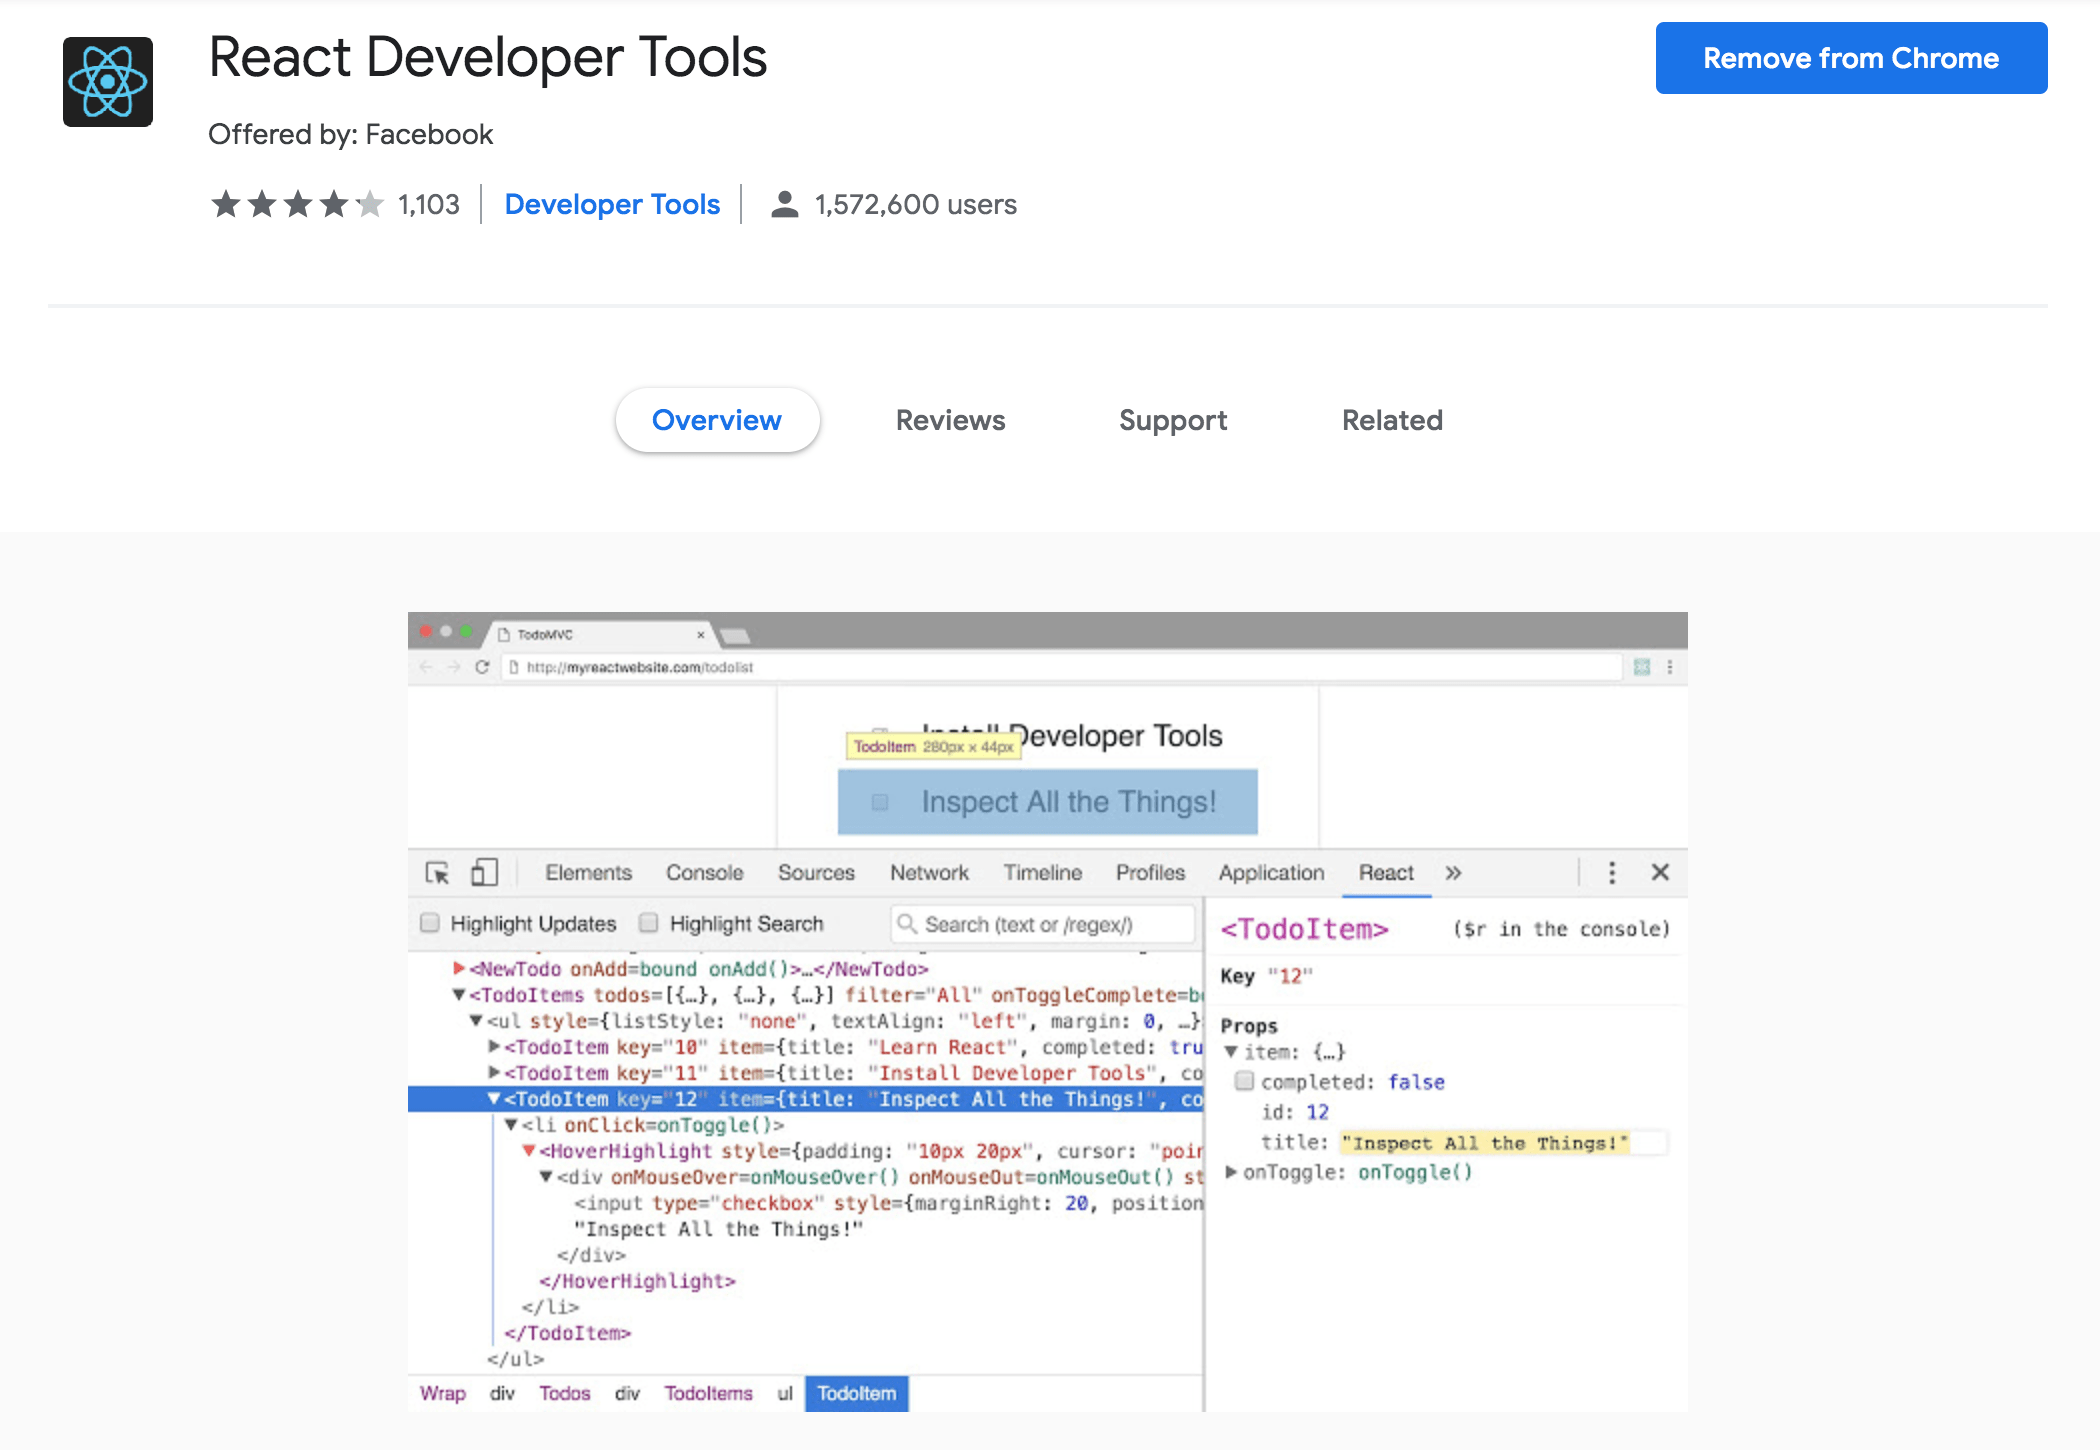 React Developer Tools
Remove from Chrome
Offered by: Facebook
1,103
Developer Tools
1,572,600 users
Overview
Reviews
Support
Related
TodoMVC
×
http://myreactwebsite.com/todolist
Developer Tools
TodoItem 280px × 44px
Inspect All the Things!
Elements
Console
Sources
Network
Timeline
Profiles
Application
React
»
Highlight Updates
Highlight Search
Search (text or /regex/)
<NewTodo onAdd=bound onAdd()>…</NewTodo>
<TodoItems todos=[{…}, {…}, {…}] filter="All" onToggleComplete=b
<ul style={listStyle: "none", textAlign: "left", margin: 0, …}
<TodoItem key="10" item={title: "Learn React", completed: tru
<TodoItem key="11" item={title: "Install Developer Tools", co
<TodoItem key="12" item={title: "Inspect All the Things!", co
<li onClick=onToggle()>
<HoverHighlight style={padding: "10px 20px", cursor: "poin
<div onMouseOver=onMouseOver() onMouseOut=onMouseOut() st
<input type="checkbox" style={marginRight: 20, position
"Inspect All the Things!"
</div>
</HoverHighlight>
</li>
</TodoItem>
</ul>
Wrap div Todos div TodoItems ul TodoItem
<TodoItem>
($r in the console)
Key "12"
Props
item: {…}
completed: false
id: 12
title: "Inspect All the Things!"
onToggle: onToggle()